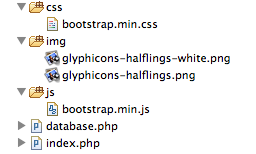 css
bootstrap.min.css
img
glyphicons-halflings-white.png
glyphicons-halflings.png
js
bootstrap.min.js
database.php
index.php